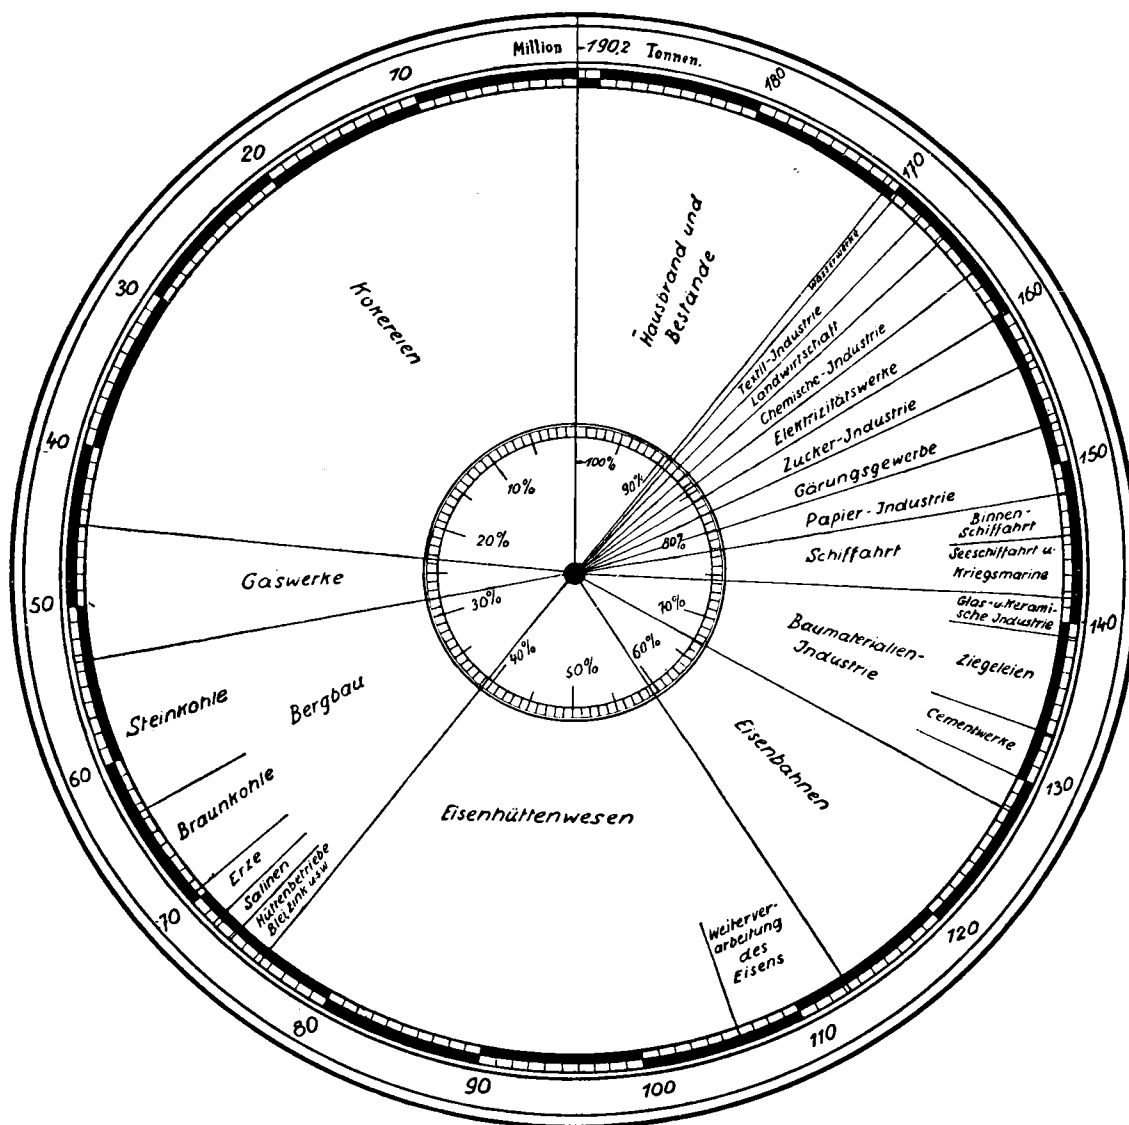 Million 190,2 Tonnen.
70
20
30
40
50
60
70
80
90
100
110
120
130
140
150
160
170
180
Kokereien
Hausbrand und
Bestände
Wasserwerke
Textil-Industrie
Landwirtschaft
Chemische-Industrie
Elektrizitätswerke
Zucker-Industrie
Gärungsgewerbe
Papier-Industrie
Schiffahrt
Binnen-
Schiffahrt
Seeschiffahrt u.
Kriegsmarine
Glas-u.Kerami-
sche Industrie
Baumaterialien-
Industrie
Ziegeleien
Cementwerke
Eisenbahnen
Weiterver-
arbeitung
des
Eisens
Eisenhüttenwesen
Gaswerke
Bergbau
Steinkohle
Braunkohle
Erze
Salinen
Hüttenbetriebe
Blei, Zink usw
10%
20%
30%
40%
50%
60%
70%
80%
90%
100%